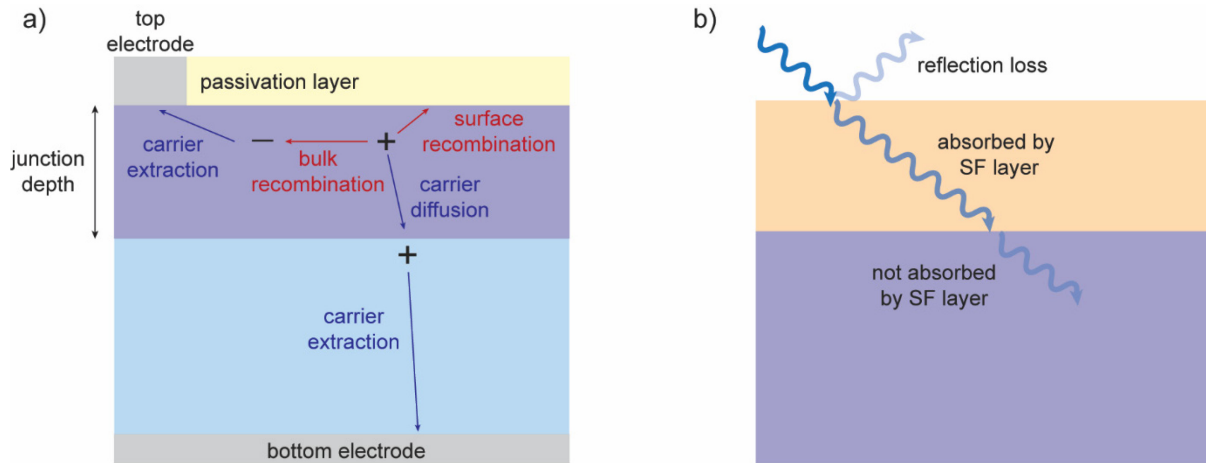 a)
top
electrode
passivation layer
junction
depth
carrier
extraction
−
bulk
recombination
+
surface
recombination
carrier
diffusion
+
carrier
extraction
bottom electrode
b)
reflection loss
absorbed by
SF layer
not absorbed
by SF layer